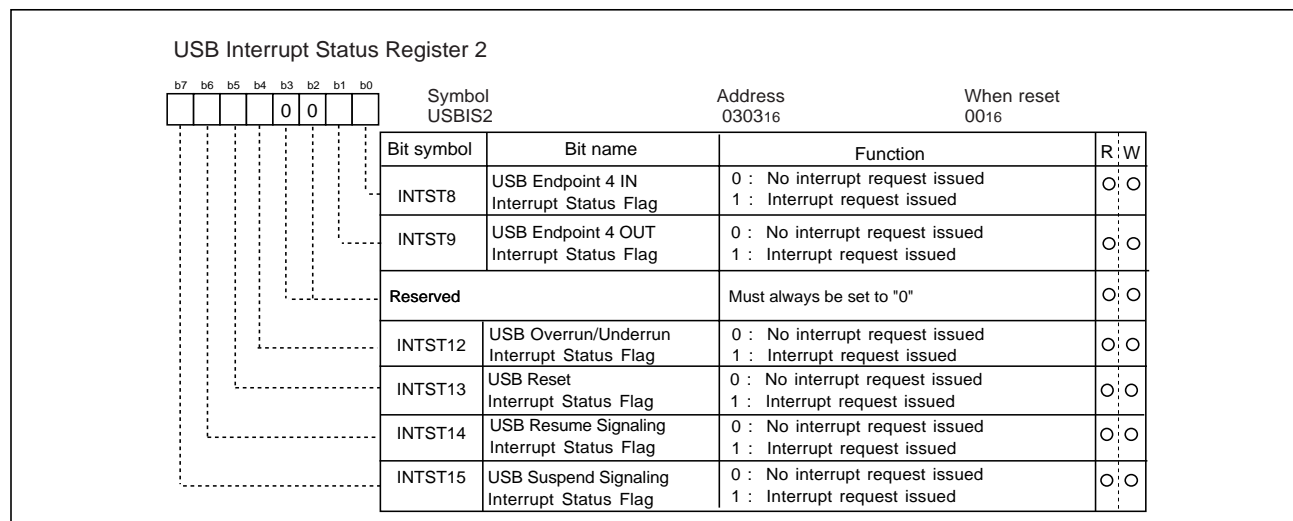 USB Interrupt Status Register 2
b7 b6 b5 b4 b3 b2 b1 b0
0 0
Symbol Address When reset
USBIS2 030316 0016
Bit symbol Bit name Function R W
INTST8 USB Endpoint 4 IN 0 : No interrupt request issued O O
Interrupt Status Flag 1 : Interrupt request issued
INTST9 USB Endpoint 4 OUT 0 : No interrupt request issued O O
Interrupt Status Flag 1 : Interrupt request issued
Reserved Must always be set to "0" O O
INTST12 USB Overrun/Underrun 0 : No interrupt request issued O O
Interrupt Status Flag 1 : Interrupt request issued
INTST13 USB Reset 0 : No interrupt request issued O O
Interrupt Status Flag 1 : Interrupt request issued
INTST14 USB Resume Signaling 0 : No interrupt request issued O O
Interrupt Status Flag 1 : Interrupt request issued
INTST15 USB Suspend Signaling 0 : No interrupt request issued O O
Interrupt Status Flag 1 : Interrupt request issued